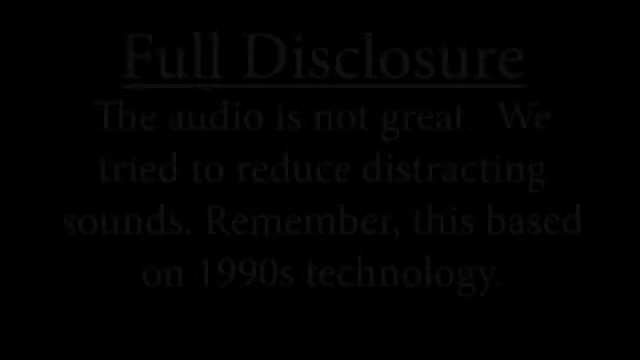 Full Disclosure
The audio is not great. We
tried to reduce distracting
sounds. Remember, this based
on 1990s technology.